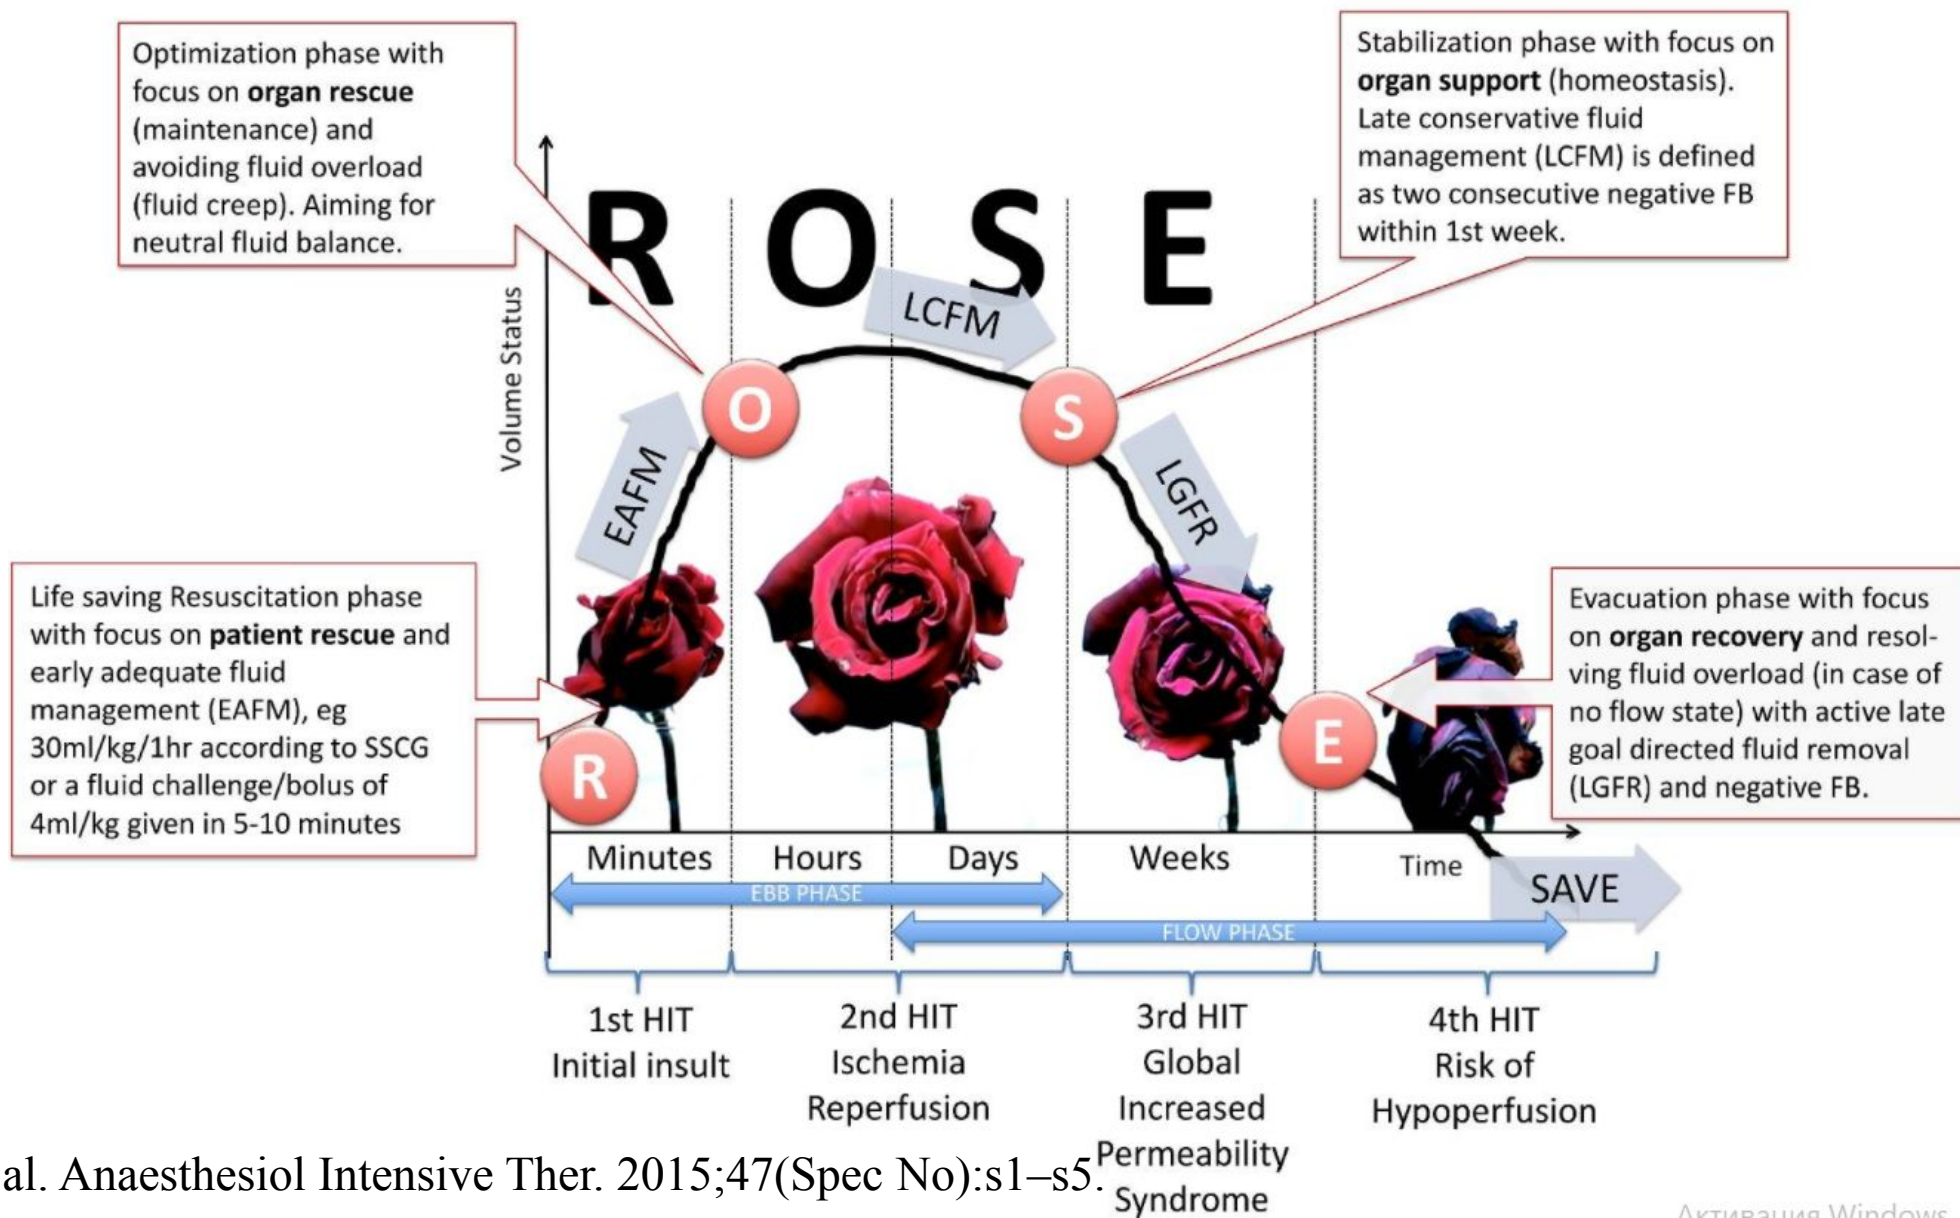 Optimization phase with
focus on organ rescue
(maintenance) and
avoiding fluid overload
(fluid creep). Aiming for
neutral fluid balance.
Stabilization phase with focus on
organ support (homeostasis).
Late conservative fluid
management (LCFM) is defined
as two consecutive negative FB
within 1st week.
R O S E
Volume Status
LCFM
O
S
EAFM
LGFR
Life saving Resuscitation phase
with focus on patient rescue and
early adequate fluid
management (EAFM), eg
30ml/kg/1hr according to SSCG
or a fluid challenge/bolus of
4ml/kg given in 5-10 minutes
R
E
Evacuation phase with focus
on organ recovery and resol-
ving fluid overload (in case of
no flow state) with active late
goal directed fluid removal
(LGFR) and negative FB.
Minutes Hours Days Weeks Time
EBB PHASE
SAVE
FLOW PHASE
1st HIT
Initial insult
2nd HIT
Ischemia
Reperfusion
3rd HIT
Global
Increased
Permeability
Syndrome
4th HIT
Risk of
Hypoperfusion
al. Anaesthesiol Intensive Ther. 2015;47(Spec No):s1–s5.
Активация Windows